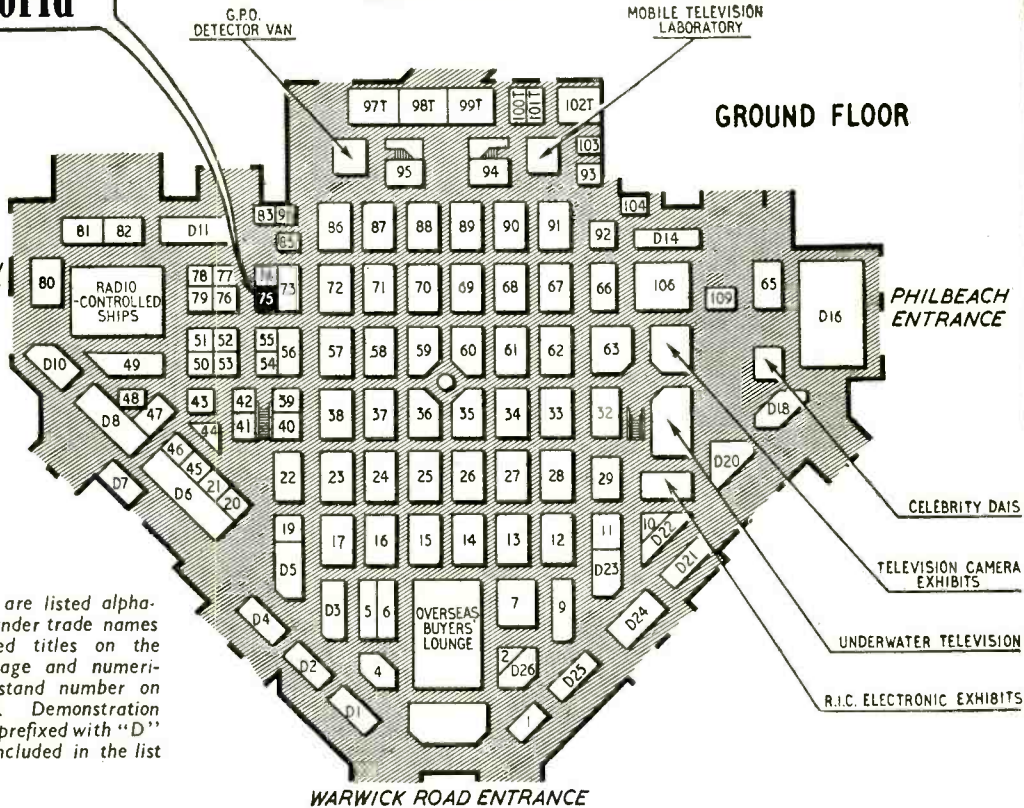 orld
G.P.O.
DETECTOR VAN
MOBILE TELEVISION
LABORATORY
GROUND FLOOR
97T 98T 99T 100T 101T 102T
103
95 94 93
104
83
81 82 D11 85 86 87 88 89 90 91 92 D14
80 RADIO
-CONTROLLED
SHIPS
78 77 73 72 71 70 69 68 67 66 106 109 65 D16
79 76 75
PHILBEACH
ENTRANCE
51 52 55 56 57 58 59 60 61 62 63
50 53 54
D10 49
48 47 43 42 39 38 37 36 35 34 33 32 D18
D8 44 41 40
46 45 21 20 22 23 24 25 26 27 28 29 D20
D7 D6
CELEBRITY DAIS
19 17 16 15 14 13 12 11 10 D22
D5 D23 D21
TELEVISION CAMERA
EXHIBITS
are listed alpha-
nder trade names
ed titles on the
age and numeri-
stand number on
. Demonstration
prefixed with "D"
ncluded in the list
D4 D3 5 6 OVERSEAS
BUYERS'
LOUNGE
7 9 D24
UNDERWATER TELEVISION
D2 4 2 D26 D25
R.I.C. ELECTRONIC EXHIBITS
D1 1
WARWICK ROAD ENTRANCE